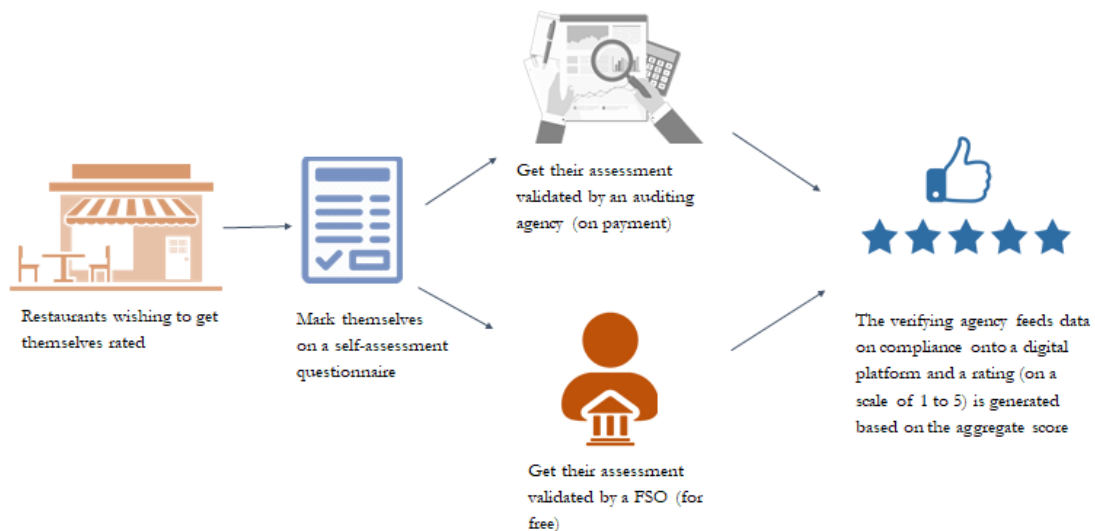 Restaurants wishing to get
themselves rated
Mark themselves
on a self-assessment
questionnaire
Get their assessment
validated by an auditing
agency (on payment)
Get their assessment
validated by a FSO (for
free)
The verifying agency feeds data
on compliance onto a digital
platform and a rating (on a
scale of 1 to 5) is generated
based on the aggregate score